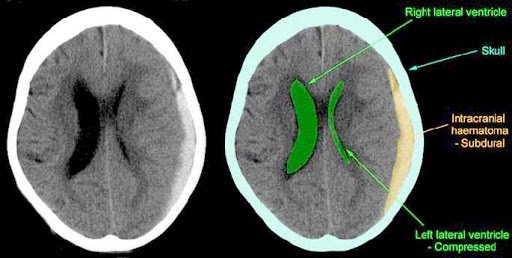 Right lateral ventricle
Skull
Intracranial
haematoma
- Subdural
Left lateral ventricle
- Compressed